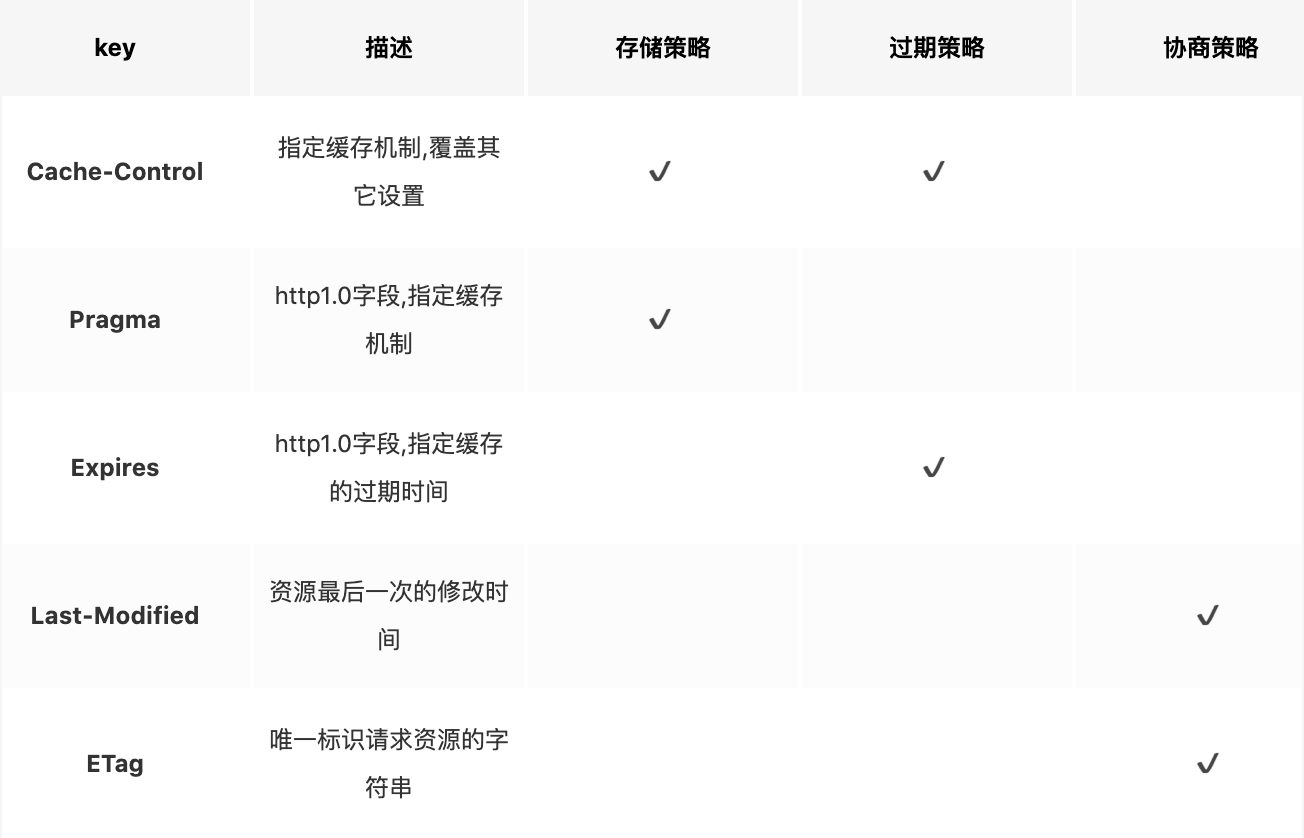 key 描述 存储策略 过期策略 协商策略
指定缓存机制,覆盖其
Cache-Control ✔ ✔
它设置
http1.0字段,指定缓存
Pragma ✔
机制
http1.0字段,指定缓存
Expires ✔
的过期时间
资源最后一次的修改时
Last-Modified ✔
间
唯一标识请求资源的字
ETag ✔
符串